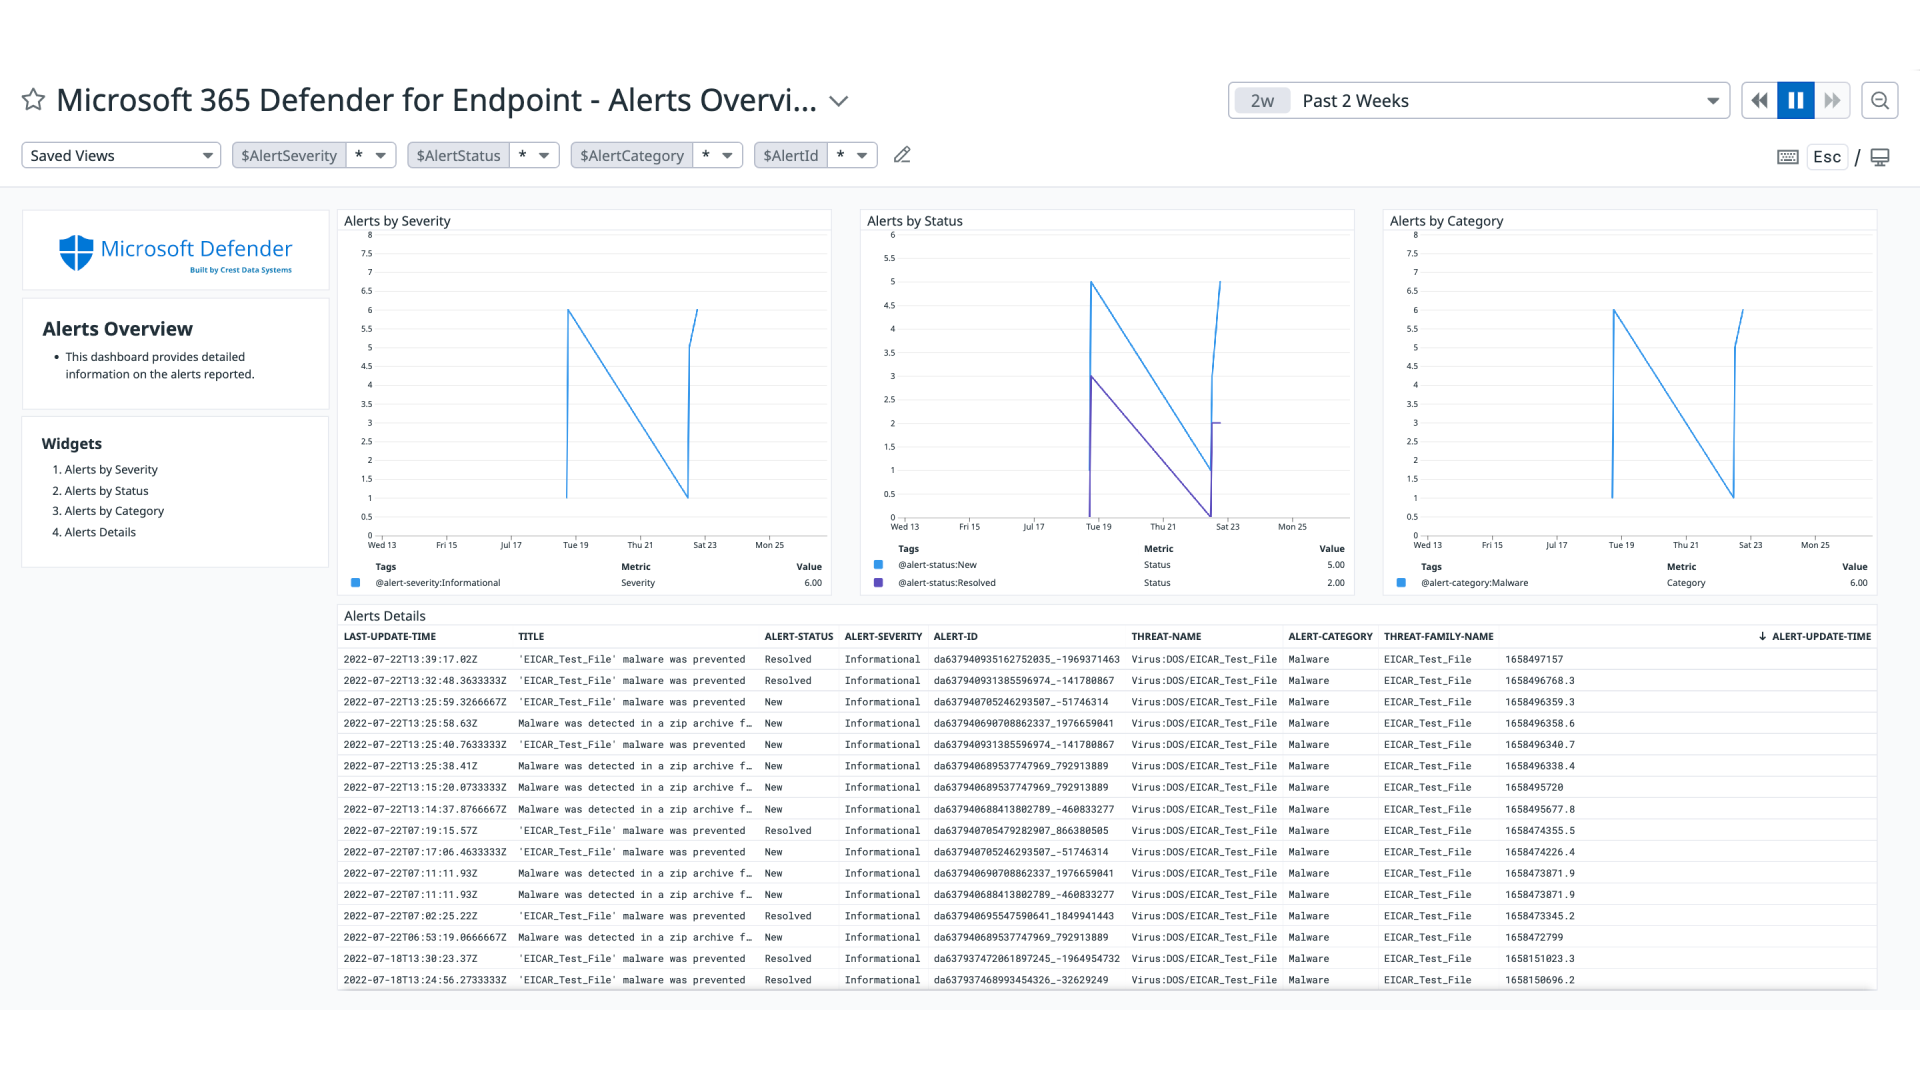 Microsoft 365 Defender for Endpoint - Alerts Overvi...
2w Past 2 Weeks
Saved Views $AlertSeverity * $AlertStatus * $AlertCategory * $AlertId *
Esc /
Microsoft Defender
Built by Crest Data Systems
Alerts Overview
• This dashboard provides detailed
information on the alerts reported.
Widgets
1. Alerts by Severity
2. Alerts by Status
3. Alerts by Category
4. Alerts Details
Alerts by Severity
8
7.5
7
6.5
6
5.5
5
4.5
4
3.5
3
2.5
2
1.5
1
0.5
0
Wed 13 Fri 15 Jul 17 Tue 19 Thu 21 Sat 23 Mon 25
Tags Metric Value
@alert-severity:Informational Severity 6.00
Alerts by Status
6
5.5
5
4.5
4
3.5
3
2.5
2
1.5
1
0.5
0
Wed 13 Fri 15 Jul 17 Tue 19 Thu 21 Sat 23 Mon 25
Tags Metric Value
@alert-status:New Status 5.00
@alert-status:Resolved Status 2.00
Alerts by Category
8
7.5
7
6.5
6
5.5
5
4.5
4
3.5
3
2.5
2
1.5
1
0.5
0
Wed 13 Fri 15 Jul 17 Tue 19 Thu 21 Sat 23 Mon 25
Tags Metric Value
@alert-category:Malware Category 6.00
Alerts Details
LAST-UPDATE-TIME TITLE ALERT-STATUS ALERT-SEVERITY ALERT-ID THREAT-NAME ALERT-CATEGORY THREAT-FAMILY-NAME ↓ ALERT-UPDATE-TIME
2022-07-22T13:39:17.02Z 'EICAR_Test_File' malware was prevented Resolved Informational da637940935162752035_-1969371463 Virus:DOS/EICAR_Test_File Malware EICAR_Test_File 1658497157
2022-07-22T13:32:48.3633333Z 'EICAR_Test_File' malware was prevented Resolved Informational da637940931385596974_-141780867 Virus:DOS/EICAR_Test_File Malware EICAR_Test_File 1658496768.3
2022-07-22T13:25:59.3266667Z 'EICAR_Test_File' malware was prevented New Informational da637940705246293507_-51746314 Virus:DOS/EICAR_Test_File Malware EICAR_Test_File 1658496359.3
2022-07-22T13:25:58.63Z Malware was detected in a zip archive f… New Informational da637940690708862337_1976659041 Virus:DOS/EICAR_Test_File Malware EICAR_Test_File 1658496358.6
2022-07-22T13:25:40.7633333Z 'EICAR_Test_File' malware was prevented New Informational da637940931385596974_-141780867 Virus:DOS/EICAR_Test_File Malware EICAR_Test_File 1658496340.7
2022-07-22T13:25:38.41Z Malware was detected in a zip archive f… New Informational da637940689537747969_792913889 Virus:DOS/EICAR_Test_File Malware EICAR_Test_File 1658496338.4
2022-07-22T13:15:20.0733333Z Malware was detected in a zip archive f… New Informational da637940689537747969_792913889 Virus:DOS/EICAR_Test_File Malware EICAR_Test_File 1658495720
2022-07-22T13:14:37.8766667Z Malware was detected in a zip archive f… New Informational da637940688413802789_-460833277 Virus:DOS/EICAR_Test_File Malware EICAR_Test_File 1658495677.8
2022-07-22T07:19:15.57Z 'EICAR_Test_File' malware was prevented Resolved Informational da637940705479282907_866380505 Virus:DOS/EICAR_Test_File Malware EICAR_Test_File 1658474355.5
2022-07-22T07:17:06.4633333Z 'EICAR_Test_File' malware was prevented New Informational da637940705246293507_-51746314 Virus:DOS/EICAR_Test_File Malware EICAR_Test_File 1658474226.4
2022-07-22T07:11:11.93Z Malware was detected in a zip archive f… New Informational da637940690708862337_1976659041 Virus:DOS/EICAR_Test_File Malware EICAR_Test_File 1658473871.9
2022-07-22T07:11:11.93Z Malware was detected in a zip archive f… New Informational da637940688413802789_-460833277 Virus:DOS/EICAR_Test_File Malware EICAR_Test_File 1658473871.9
2022-07-22T07:02:25.22Z 'EICAR_Test_File' malware was prevented Resolved Informational da637940695547590641_1849941443 Virus:DOS/EICAR_Test_File Malware EICAR_Test_File 1658473345.2
2022-07-22T06:53:19.0666667Z Malware was detected in a zip archive f… New Informational da637940689537747969_792913889 Virus:DOS/EICAR_Test_File Malware EICAR_Test_File 1658472799
2022-07-18T13:30:23.37Z 'EICAR_Test_File' malware was prevented Resolved Informational da637937472061897245_-1964954732 Virus:DOS/EICAR_Test_File Malware EICAR_Test_File 1658151023.3
2022-07-18T13:24:56.2733333Z 'EICAR_Test_File' malware was prevented Resolved Informational da637937468993454326_-32629249 Virus:DOS/EICAR_Test_File Malware EICAR_Test_File 1658150696.2